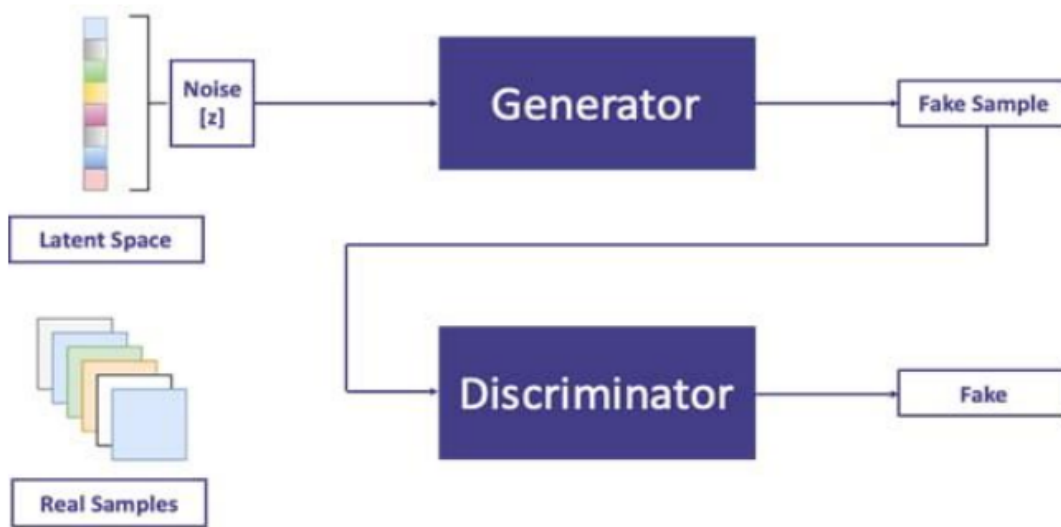 Noise
[z]
Generator
Fake Sample
Latent Space
Discriminator
Fake
Real Samples